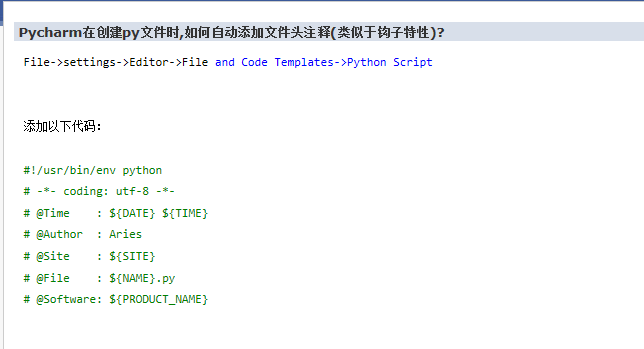 Pycharm在创建py文件时,如何自动添加文件头注释(类似于钩子特性)?
File->settings->Editor->File and Code Templates->Python Script
添加以下代码：
#!/usr/bin/env python
# -*- coding: utf-8 -*-
# @Time    : ${DATE} ${TIME}
# @Author  : Aries
# @Site    : ${SITE}
# @File    : ${NAME}.py
# @Software: ${PRODUCT_NAME}